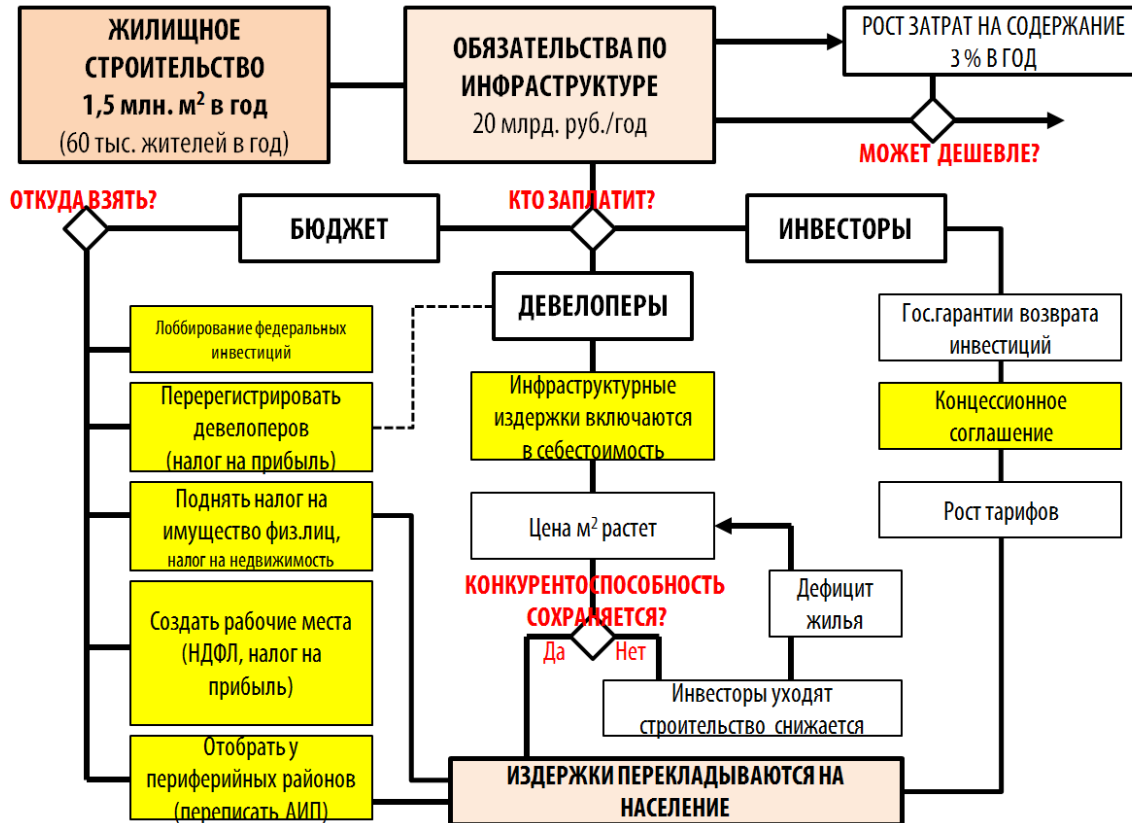 ЖИЛИЩНОЕ
СТРОИТЕЛЬСТВО
1,5 млн. м² в год
(60 тыс. жителей в год)
ОБЯЗАТЕЛЬСТВА ПО
ИНФРАСТРУКТУРЕ
20 млрд. руб./год
РОСТ ЗАТРАТ НА СОДЕРЖАНИЕ
3 % В ГОД
МОЖЕТ ДЕШЕВЛЕ?
ОТКУДА ВЗЯТЬ?
КТО ЗАПЛАТИТ?
БЮДЖЕТ
ИНВЕСТОРЫ
ДЕВЕЛОПЕРЫ
Лоббирование федеральных
инвестиций
Перерегистрировать
девелоперов
(налог на прибыль)
Поднять налог на
имущество физ.лиц,
налог на недвижимость
Создать рабочие места
(НДФЛ, налог на
прибыль)
Отобрать у
периферийных районов
(переписать АИП)
Инфраструктурные
издержки включаются
в себестоимость
Цена м² растет
КОНКУРЕНТОСПОСОБНОСТЬ
СОХРАНЯЕТСЯ?
Да
Нет
Дефицит
жилья
Инвесторы уходят
строительство снижается
Гос.гарантии возврата
инвестиций
Концессионное
соглашение
Рост тарифов
ИЗДЕРЖКИ ПЕРЕКЛАДЫВАЮТСЯ НА
НАСЕЛЕНИЕ